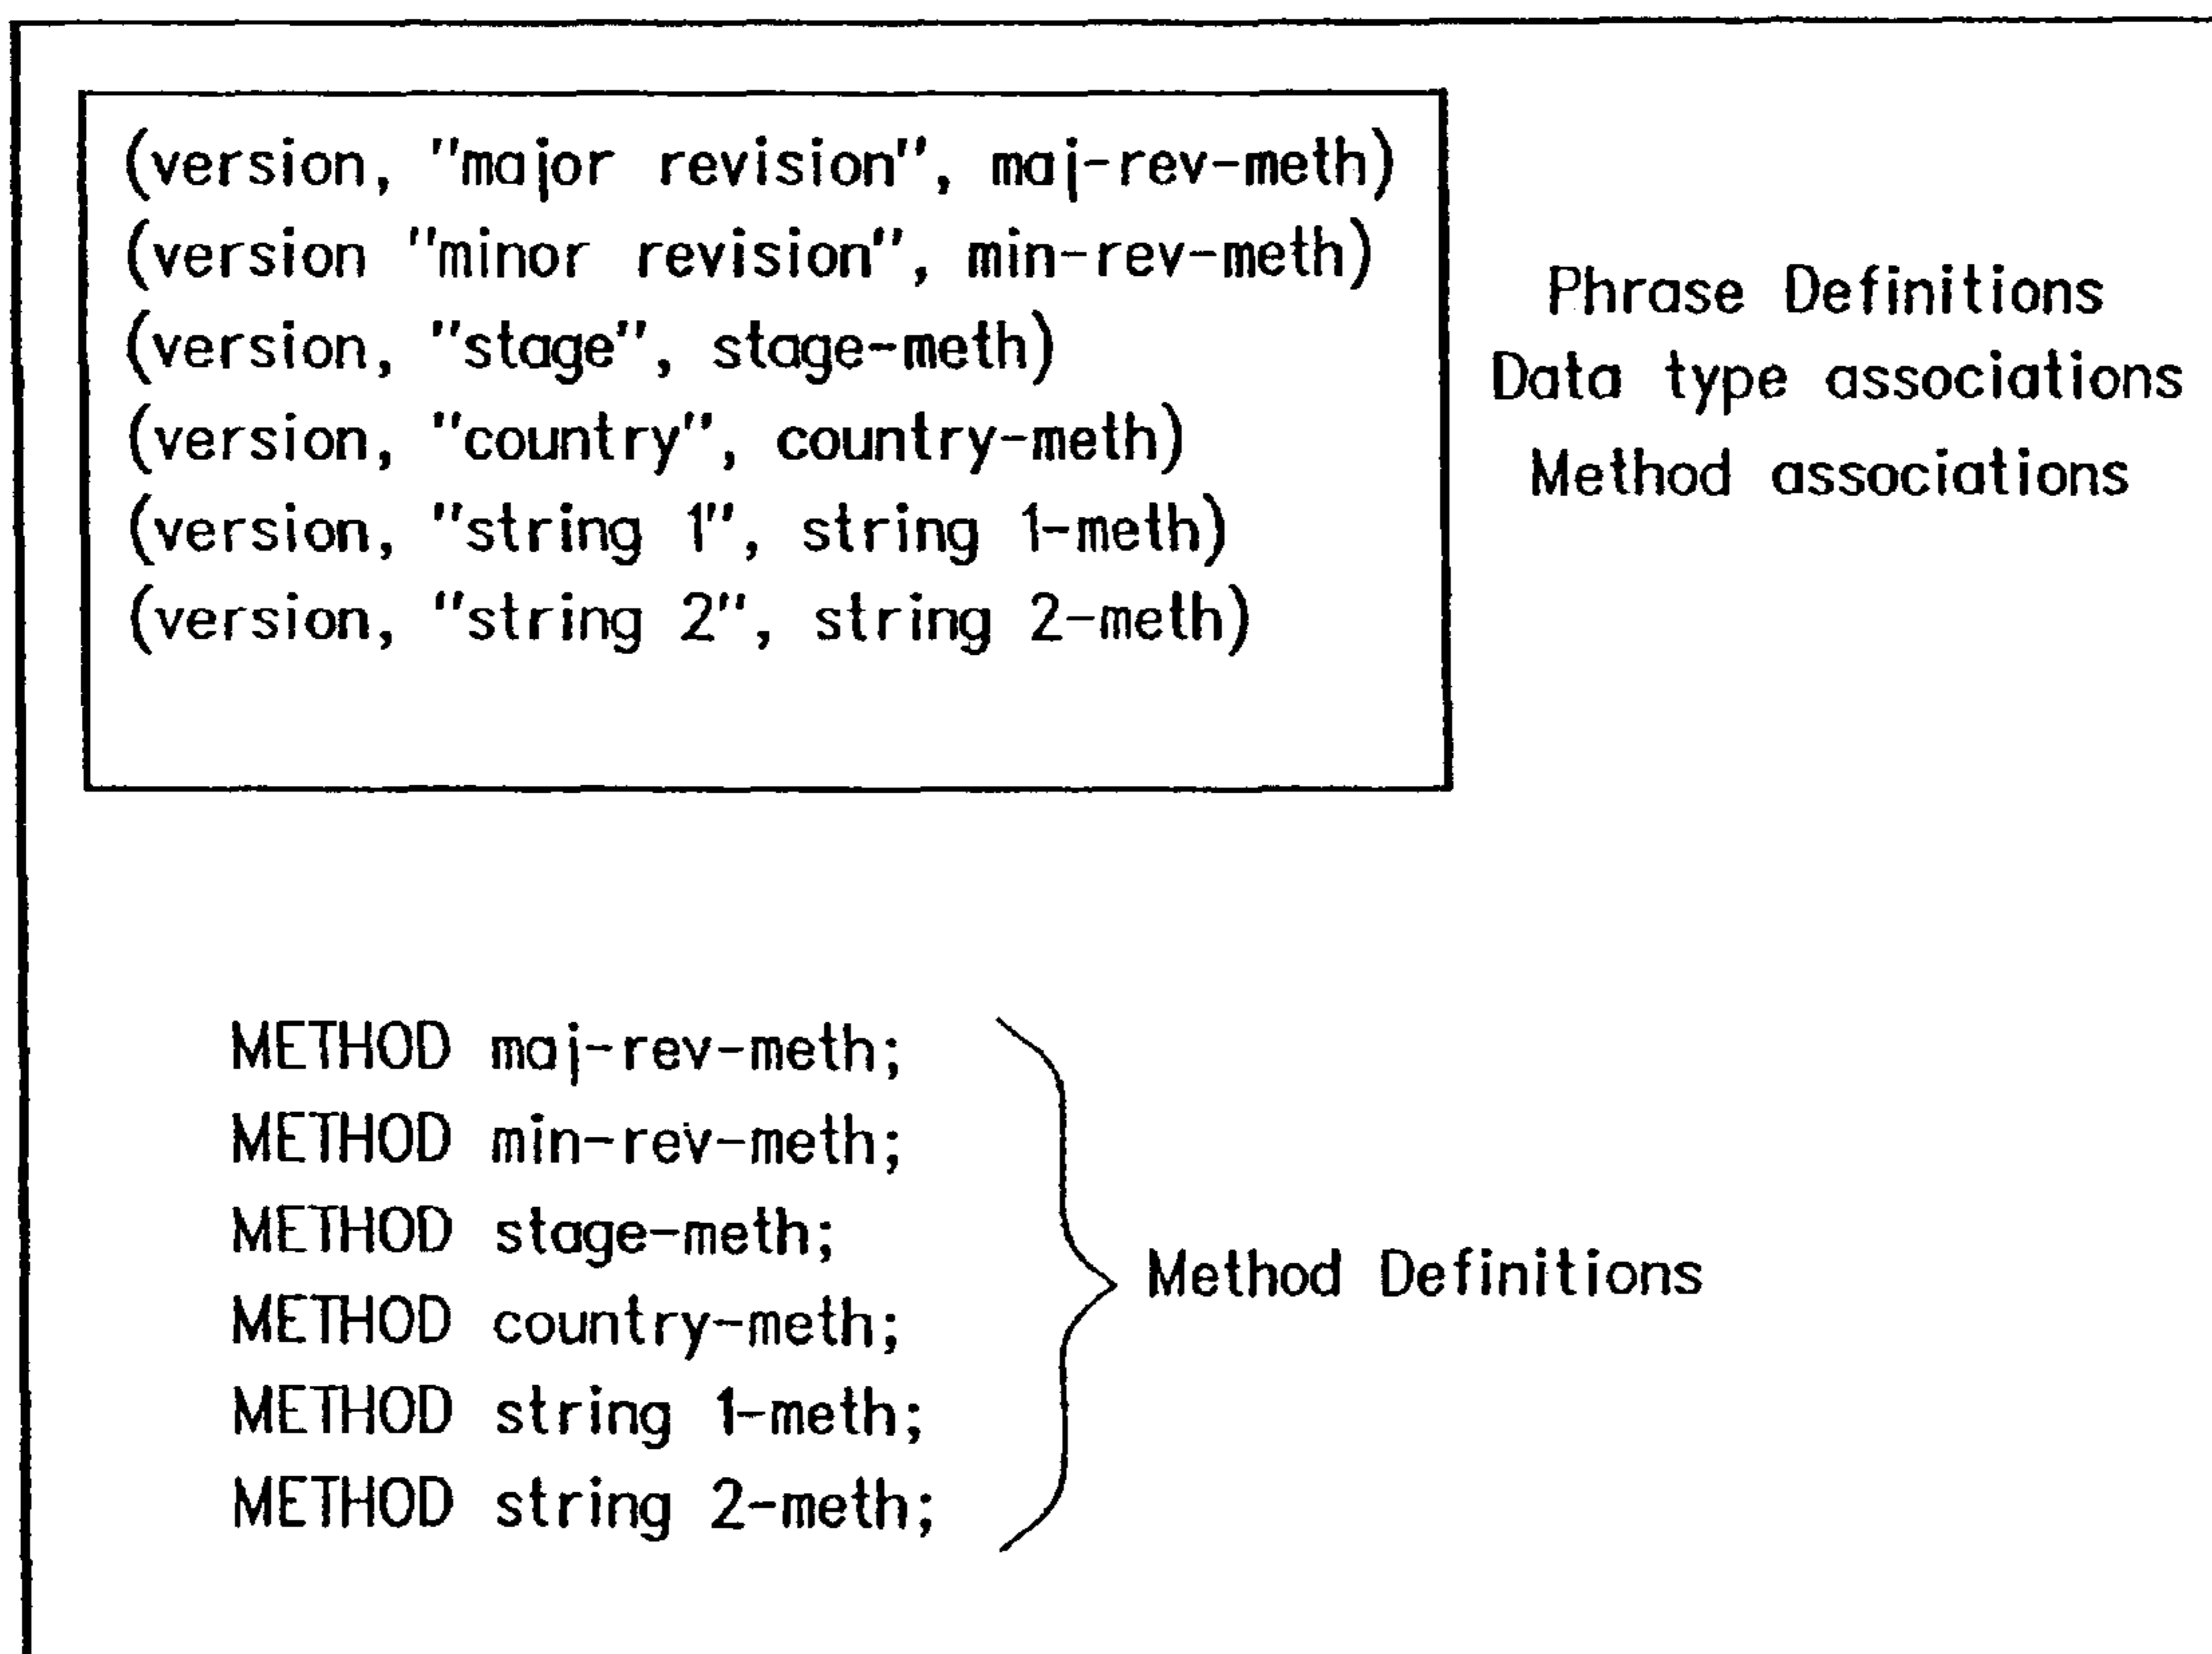 (version, "major revision", maj-rev-meth)
(version "minor revision", min-rev-meth)
(version, "stage", stage-meth)
(version, "country", country-meth)
(version, "string 1", string 1-meth)
(version, "string 2", string 2-meth)
Phrase Definitions
Data type associations
Method associations
METHOD maj-rev-meth;
METHOD min-rev-meth;
METHOD stage-meth;
METHOD country-meth;
METHOD string 1-meth;
METHOD string 2-meth;
Method Definitions